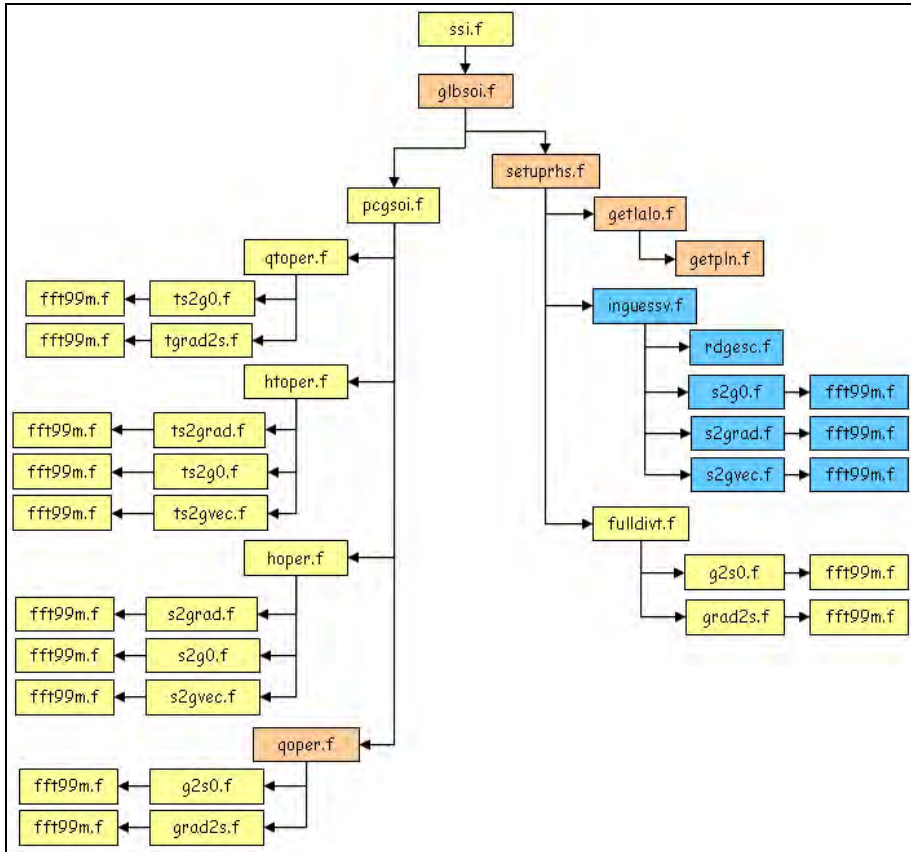 ssi.f
glbsoi.f
setuprhs.f
pcgsoi.f
getlalo.f
qtoper.f
getpln.f
fft99m.f
ts2g0.f
inguessv.f
fft99m.f
tgrad2s.f
rdgesc.f
htoper.f
s2g0.f
fft99m.f
fft99m.f
ts2grad.f
s2grad.f
fft99m.f
fft99m.f
ts2g0.f
s2gvec.f
fft99m.f
fft99m.f
ts2gvec.f
fulldivt.f
hoper.f
g2s0.f
fft99m.f
fft99m.f
s2grad.f
grad2s.f
fft99m.f
fft99m.f
s2g0.f
fft99m.f
s2gvec.f
qoper.f
fft99m.f
g2s0.f
fft99m.f
grad2s.f